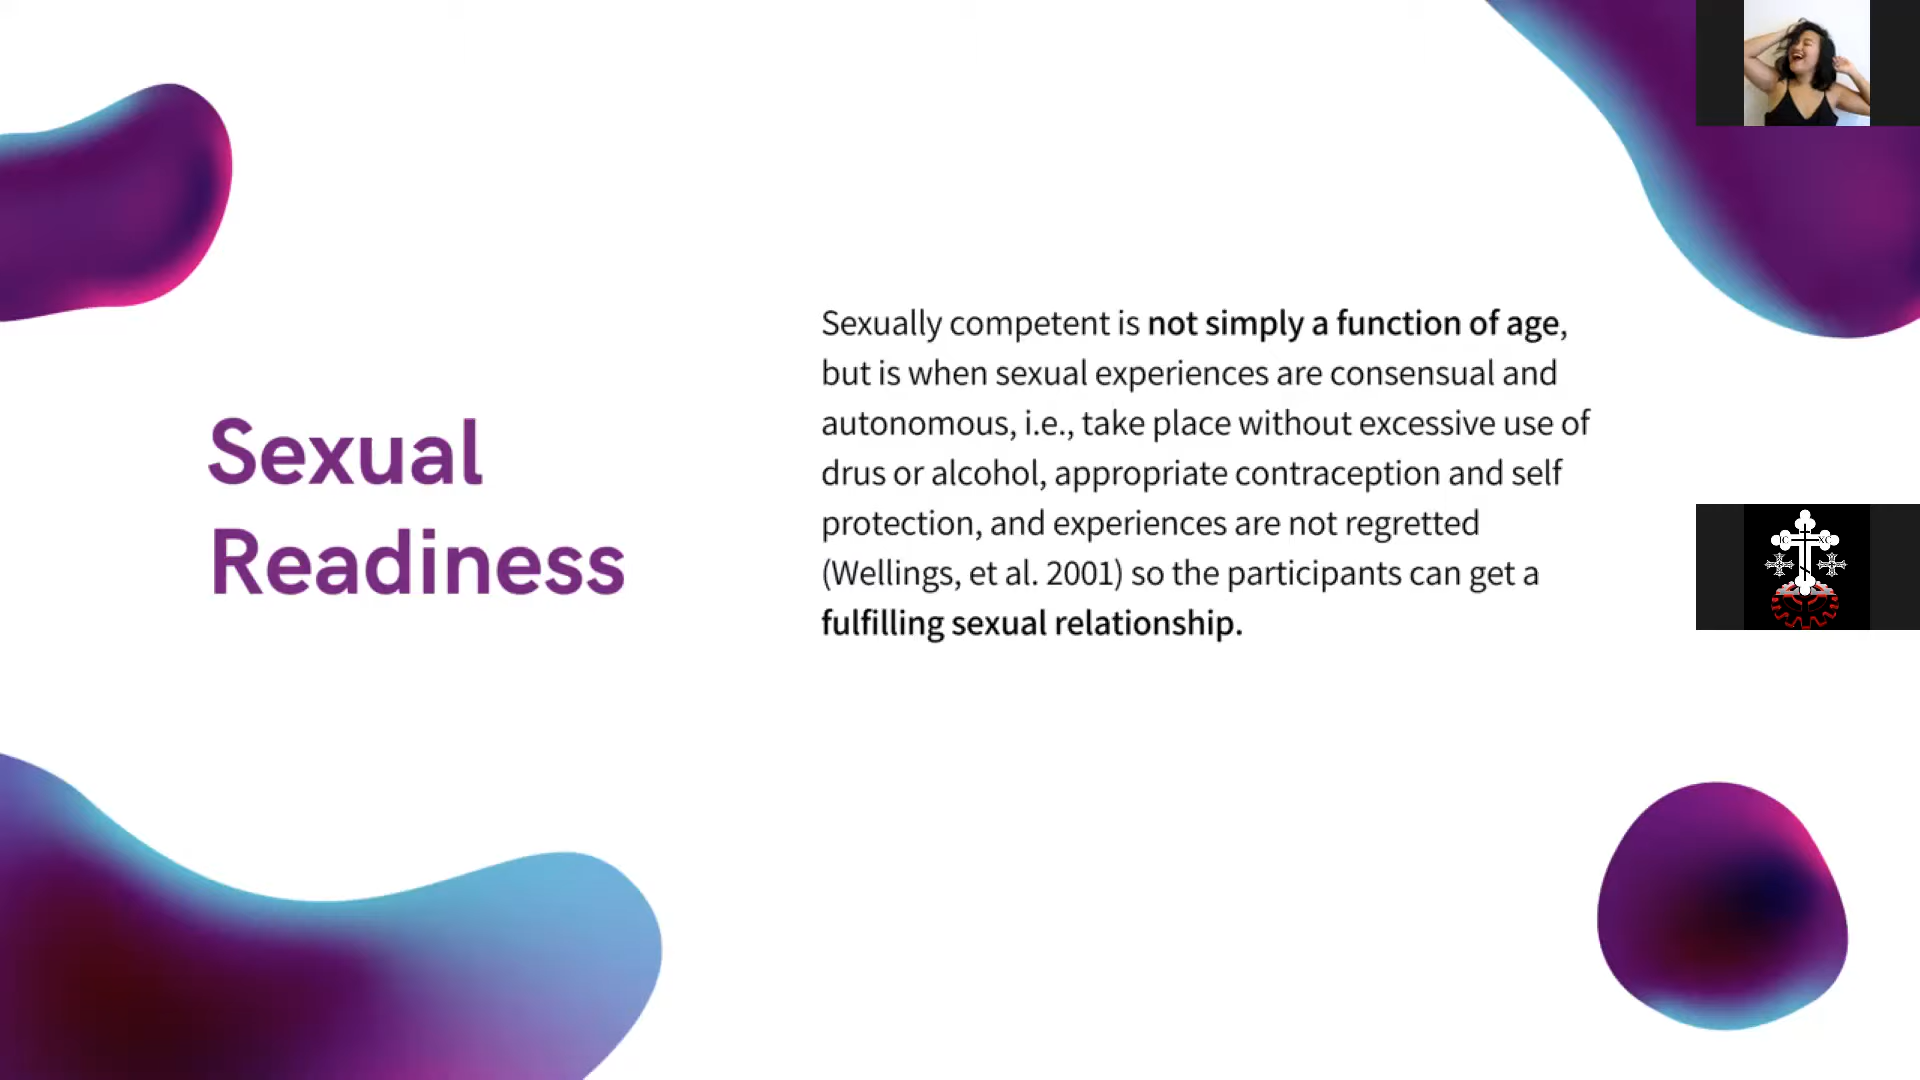 Sexual
Readiness
Sexually competent is not simply a function of age,
but is when sexual experiences are consensual and
autonomous, i.e., take place without excessive use of
drus or alcohol, appropriate contraception and self
protection, and experiences are not regretted
(Wellings, et al. 2001) so the participants can get a
fulfilling sexual relationship.
IC XC